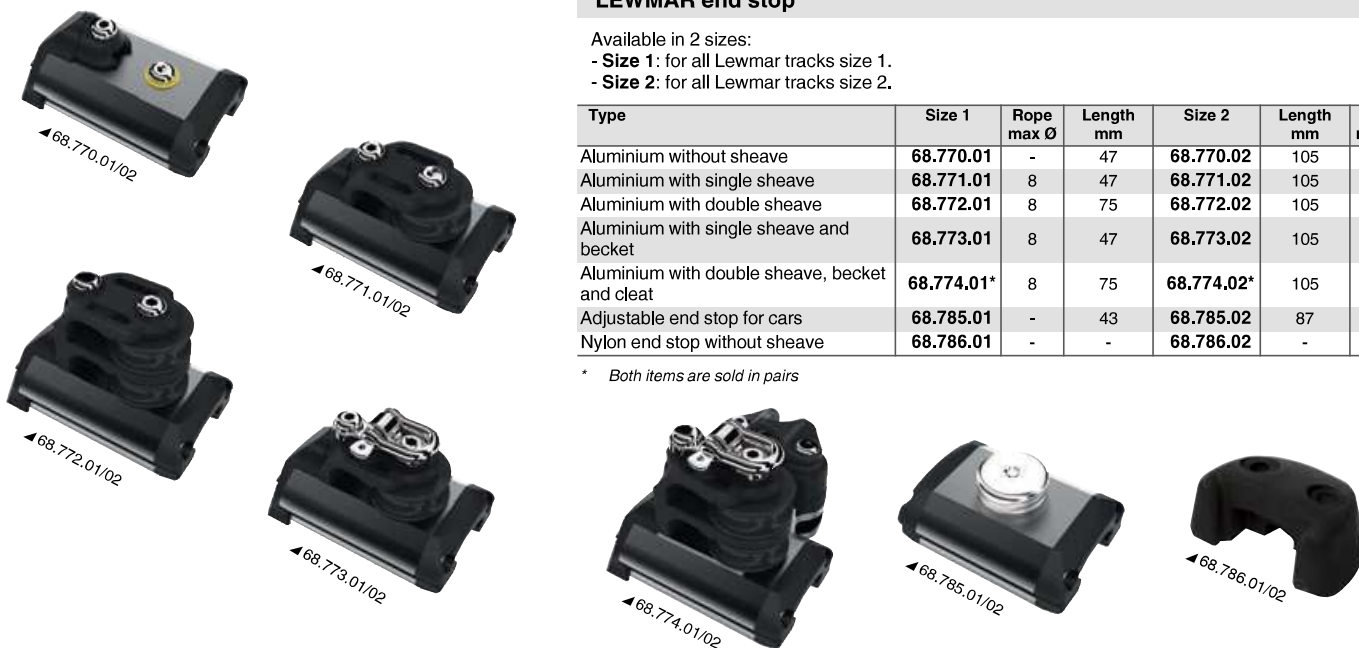 LEWMAR end stop
Available in 2 sizes:
- Size 1: for all Lewmar tracks size 1.
- Size 2: for all Lewmar tracks size 2.
Type Size 1 Rope max Ø Length mm Size 2 Length mm
Aluminium without sheave 68.770.01 - 47 68.770.02 105
Aluminium with single sheave 68.771.01 8 47 68.771.02 105
Aluminium with double sheave 68.772.01 8 75 68.772.02 105
Aluminium with single sheave and
becket 68.773.01 8 47 68.773.02 105
Aluminium with double sheave, becket
and cleat 68.774.01* 8 75 68.774.02* 105
Adjustable end stop for cars 68.785.01 - 43 68.785.02 87
Nylon end stop without sheave 68.786.01 - - 68.786.02 -
* Both items are sold in pairs
◄68.770.01/02
◄68.771.01/02
◄68.772.01/02
◄68.773.01/02
◄68.774.01/02
◄68.785.01/02
◄68.786.01/02